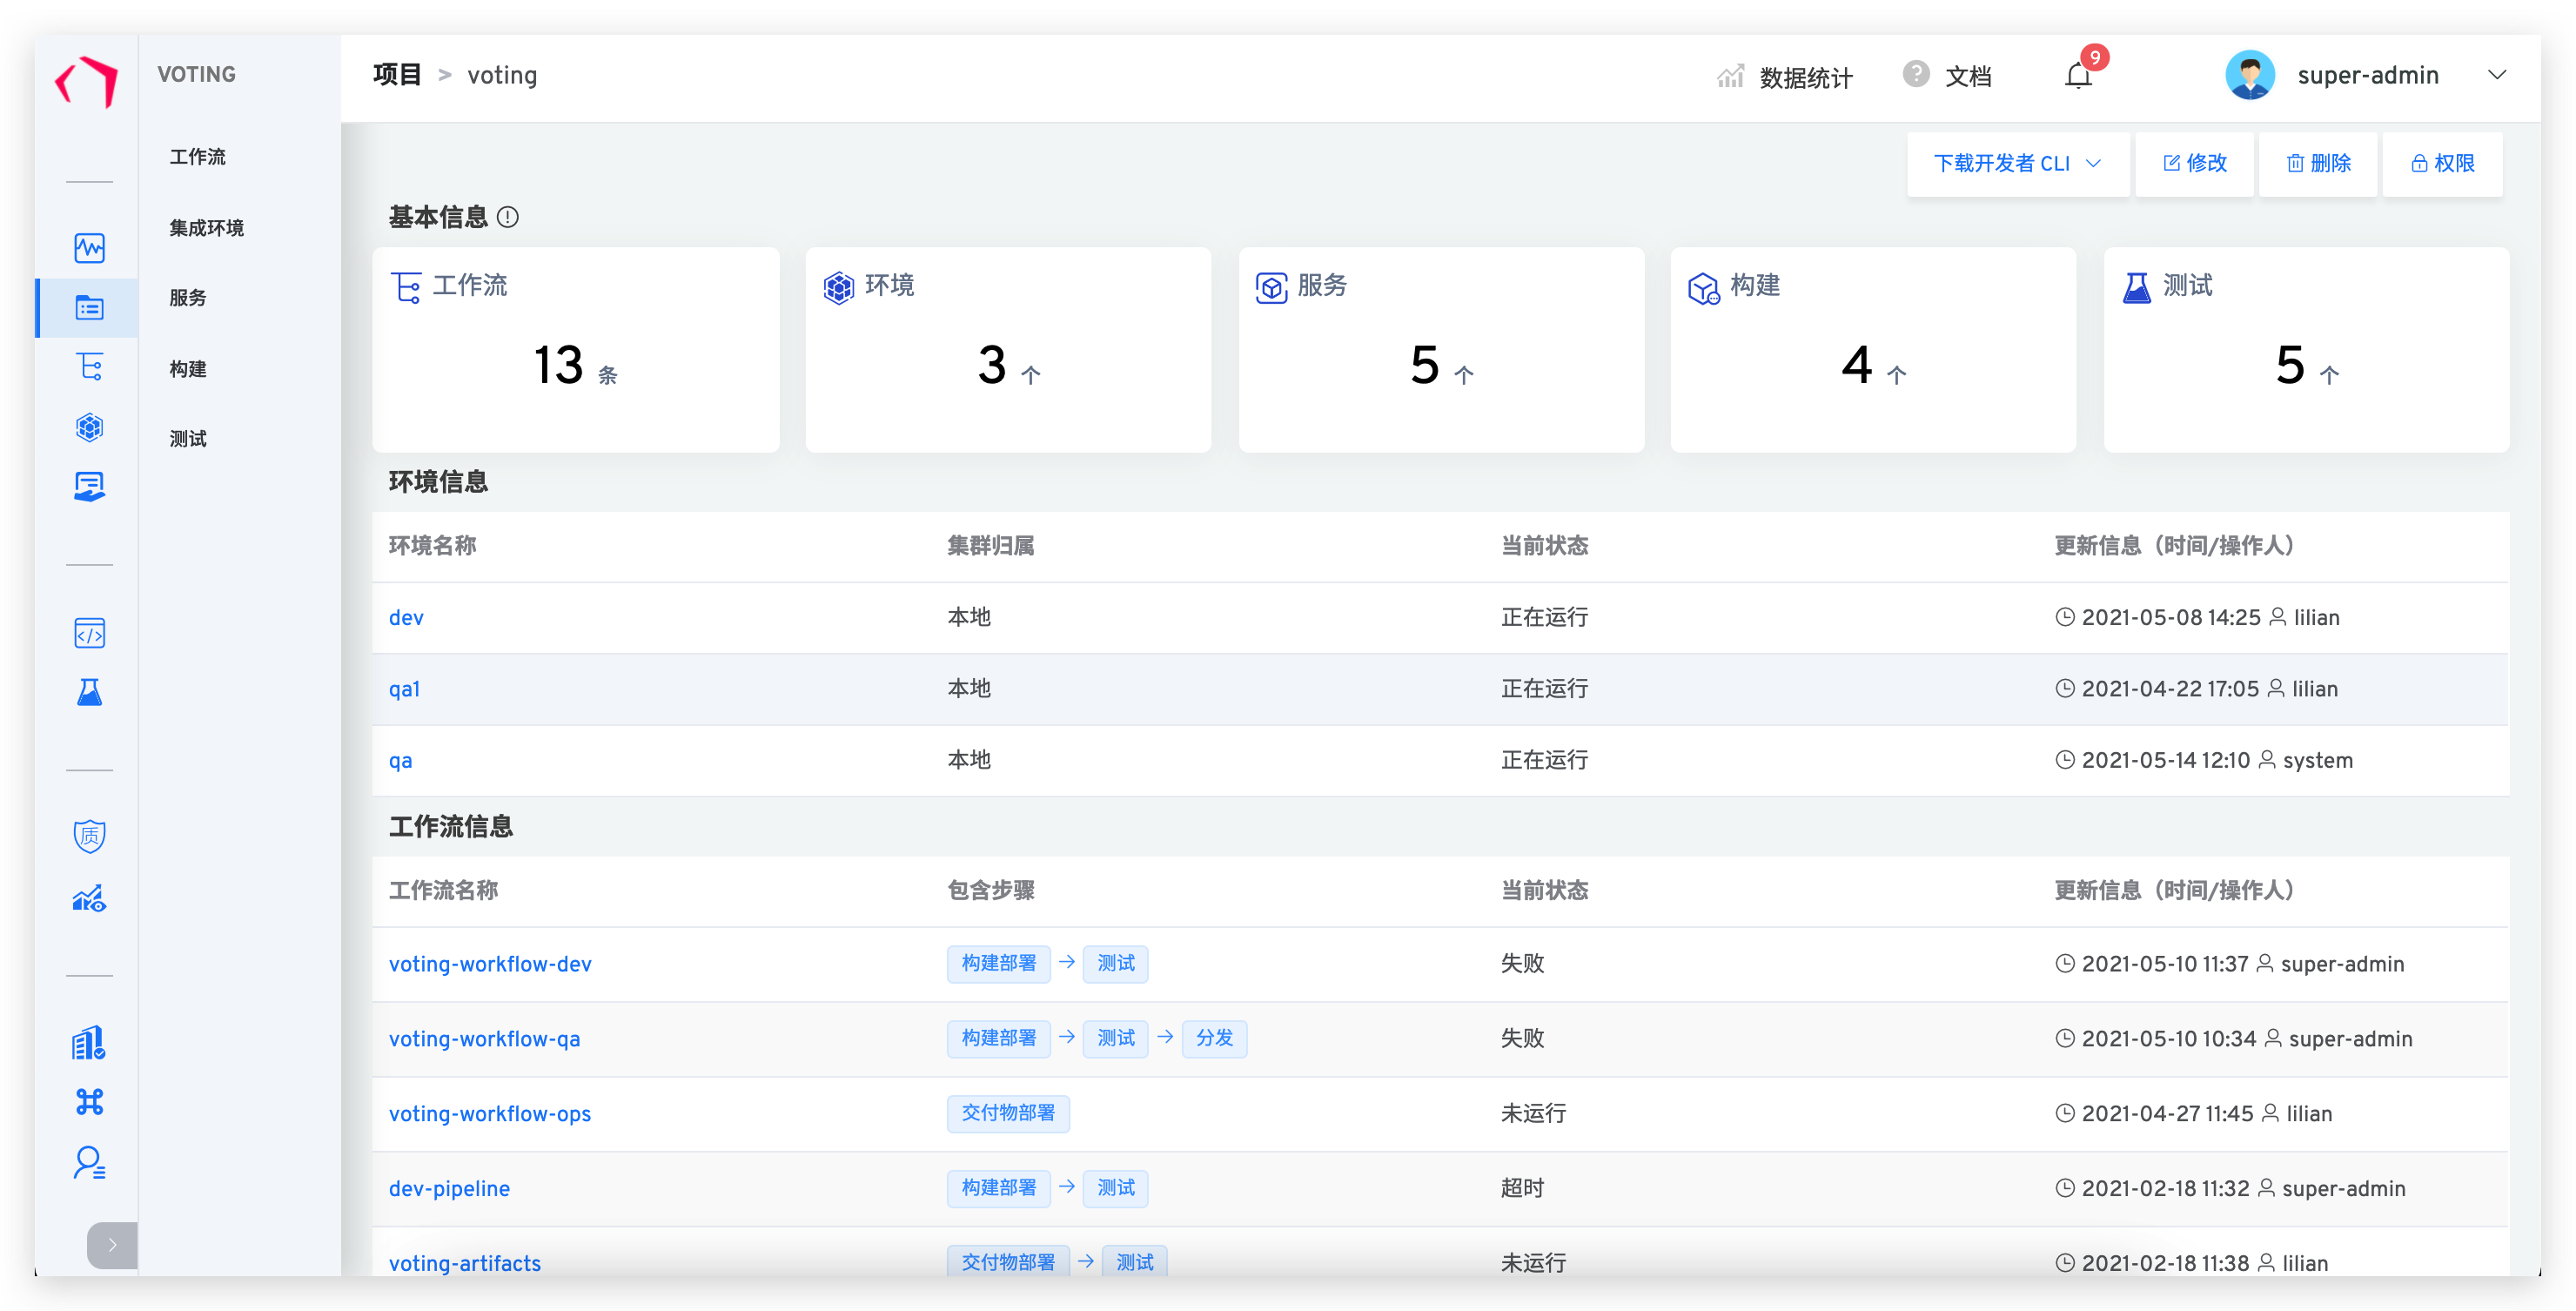 VOTING
工作流
集成环境
服务
构建
测试
质
项目 > voting
数据统计 ? 文档 9 super-admin
下载开发者 CLI 修改 删除 权限
基本信息
工作流 环境 服务 构建 测试
13 条 3 个 5 个 4 个 5 个
环境信息
环境名称 集群归属 当前状态 更新信息（时间/操作人）
dev 本地 正在运行 2021-05-08 14:25 lilian
qa1 本地 正在运行 2021-04-22 17:05 lilian
qa 本地 正在运行 2021-05-14 12:10 system
工作流信息
工作流名称 包含步骤 当前状态 更新信息（时间/操作人）
voting-workflow-dev 构建部署 → 测试 失败 2021-05-10 11:37 super-admin
voting-workflow-qa 构建部署 → 测试 → 分发 失败 2021-05-10 10:34 super-admin
voting-workflow-ops 交付物部署 未运行 2021-04-27 11:45 lilian
dev-pipeline 构建部署 → 测试 超时 2021-02-18 11:32 super-admin
voting-artifacts 交付物部署 → 测试 未运行 2021-02-18 11:38 lilian